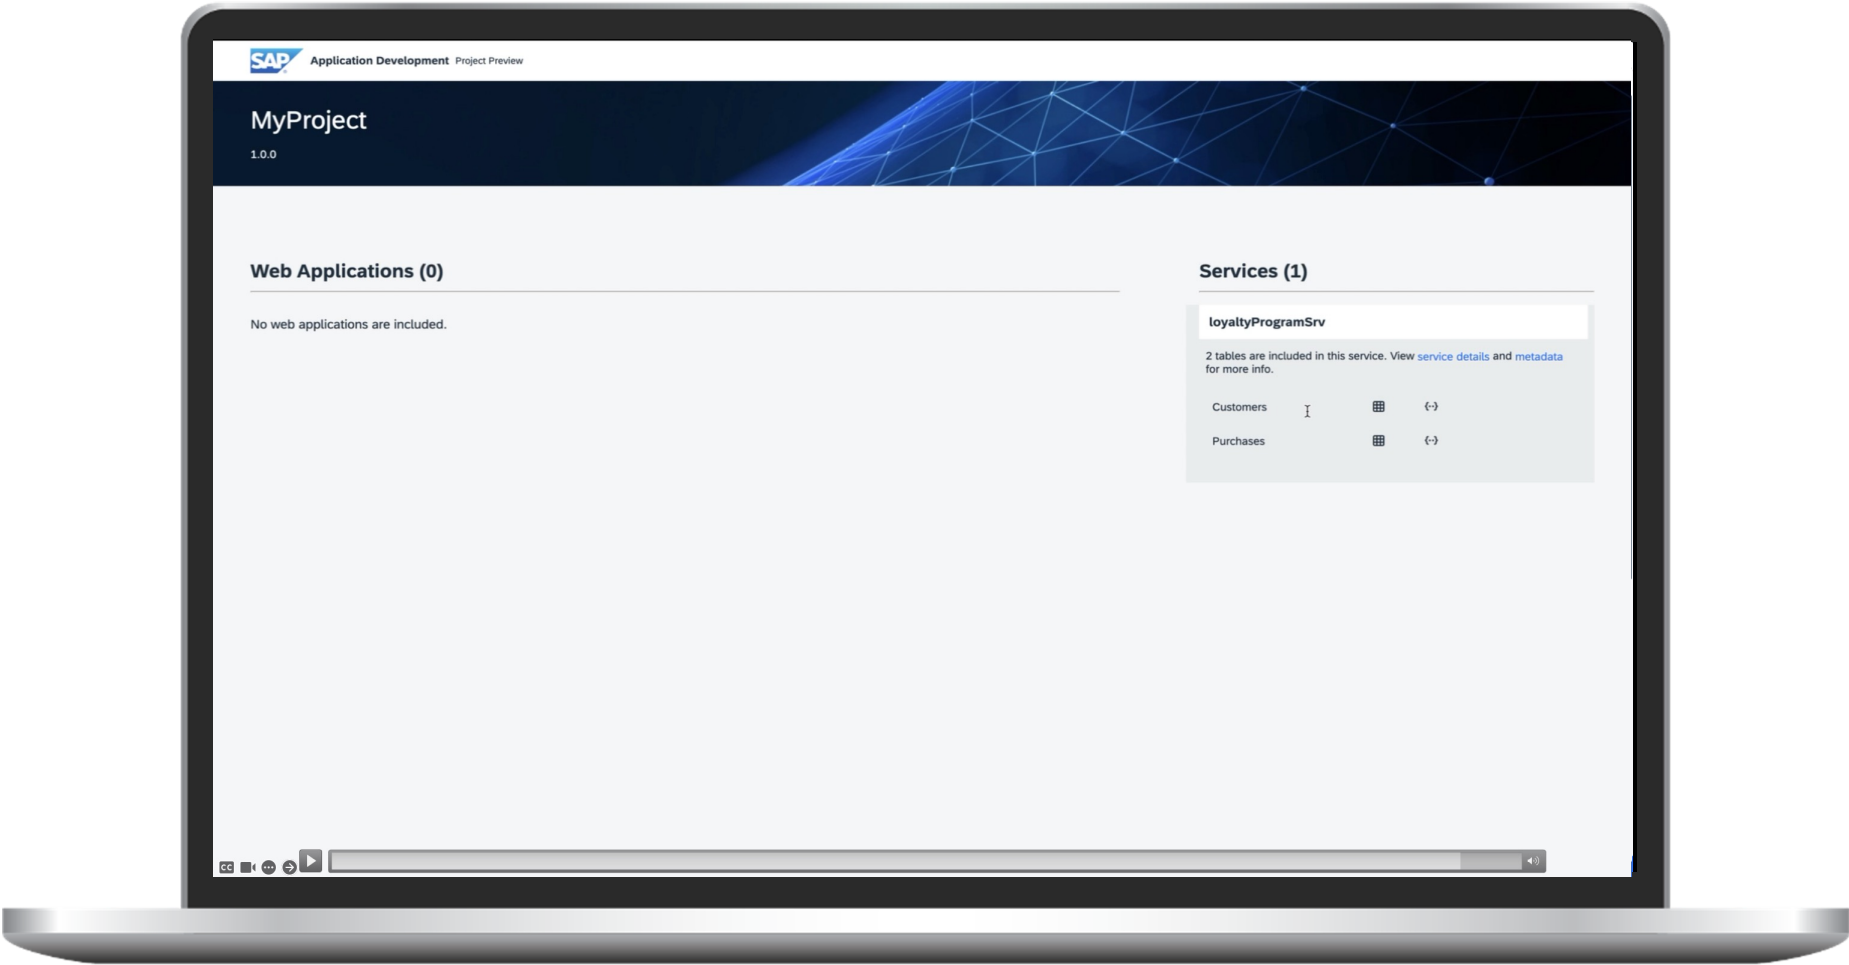 SAP Application Development Project Preview
MyProject
1.0.0
Web Applications (0)
No web applications are included.
Services (1)
loyaltyProgramSrv
2 tables are included in this service. View service details and metadata
for more info.
Customers
Purchases
CC